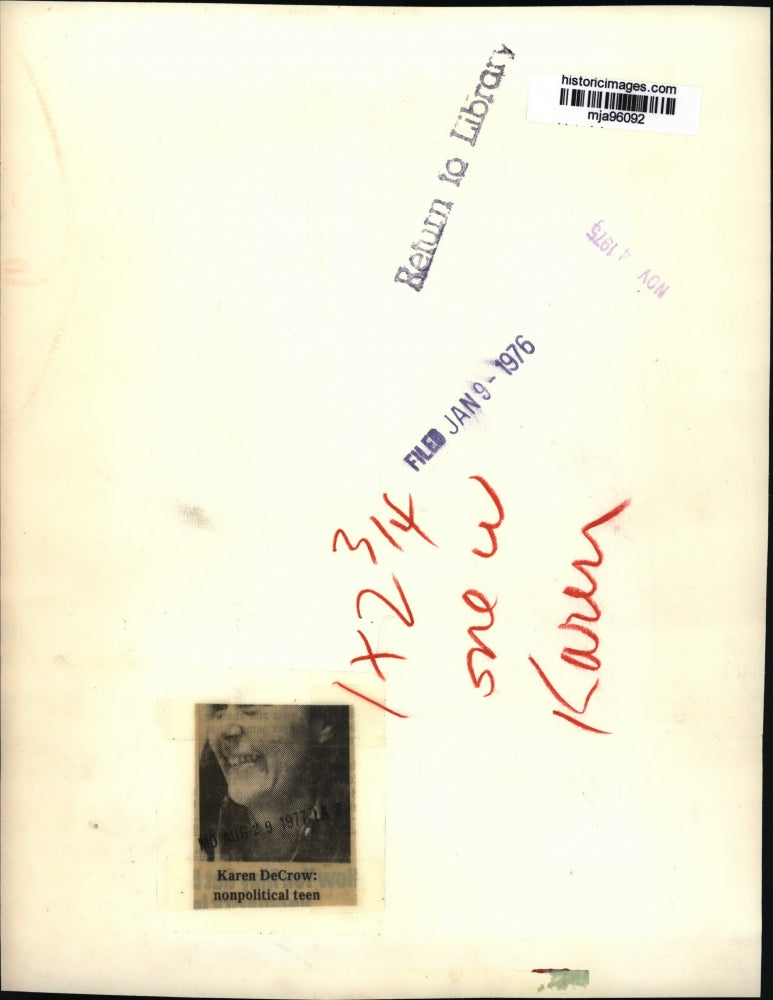 historicimages.com
mja96092
Return to Library
NOV 4 1975
FILED JAN 9 - 1976
1 x 2 3/4
one w
Karen
AUG 29 1977
Karen DeCrow:
nonpolitical teen